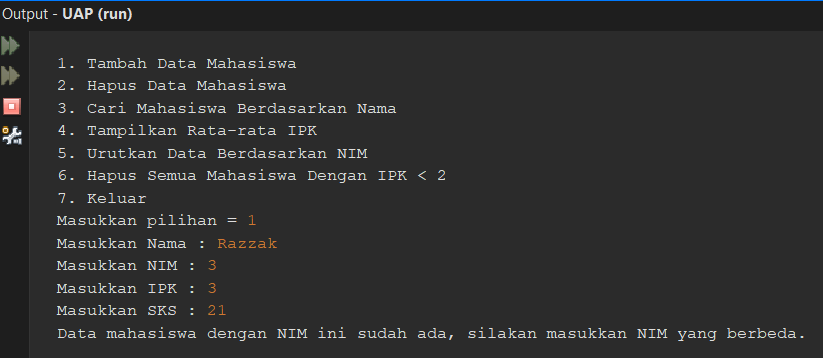 Output - UAP (run)
1. Tambah Data Mahasiswa
2. Hapus Data Mahasiswa
3. Cari Mahasiswa Berdasarkan Nama
4. Tampilkan Rata-rata IPK
5. Urutkan Data Berdasarkan NIM
6. Hapus Semua Mahasiswa Dengan IPK < 2
7. Keluar
Masukkan pilihan = 1
Masukkan Nama : Razzak
Masukkan NIM : 3
Masukkan IPK : 3
Masukkan SKS : 21
Data mahasiswa dengan NIM ini sudah ada, silakan masukkan NIM yang berbeda.